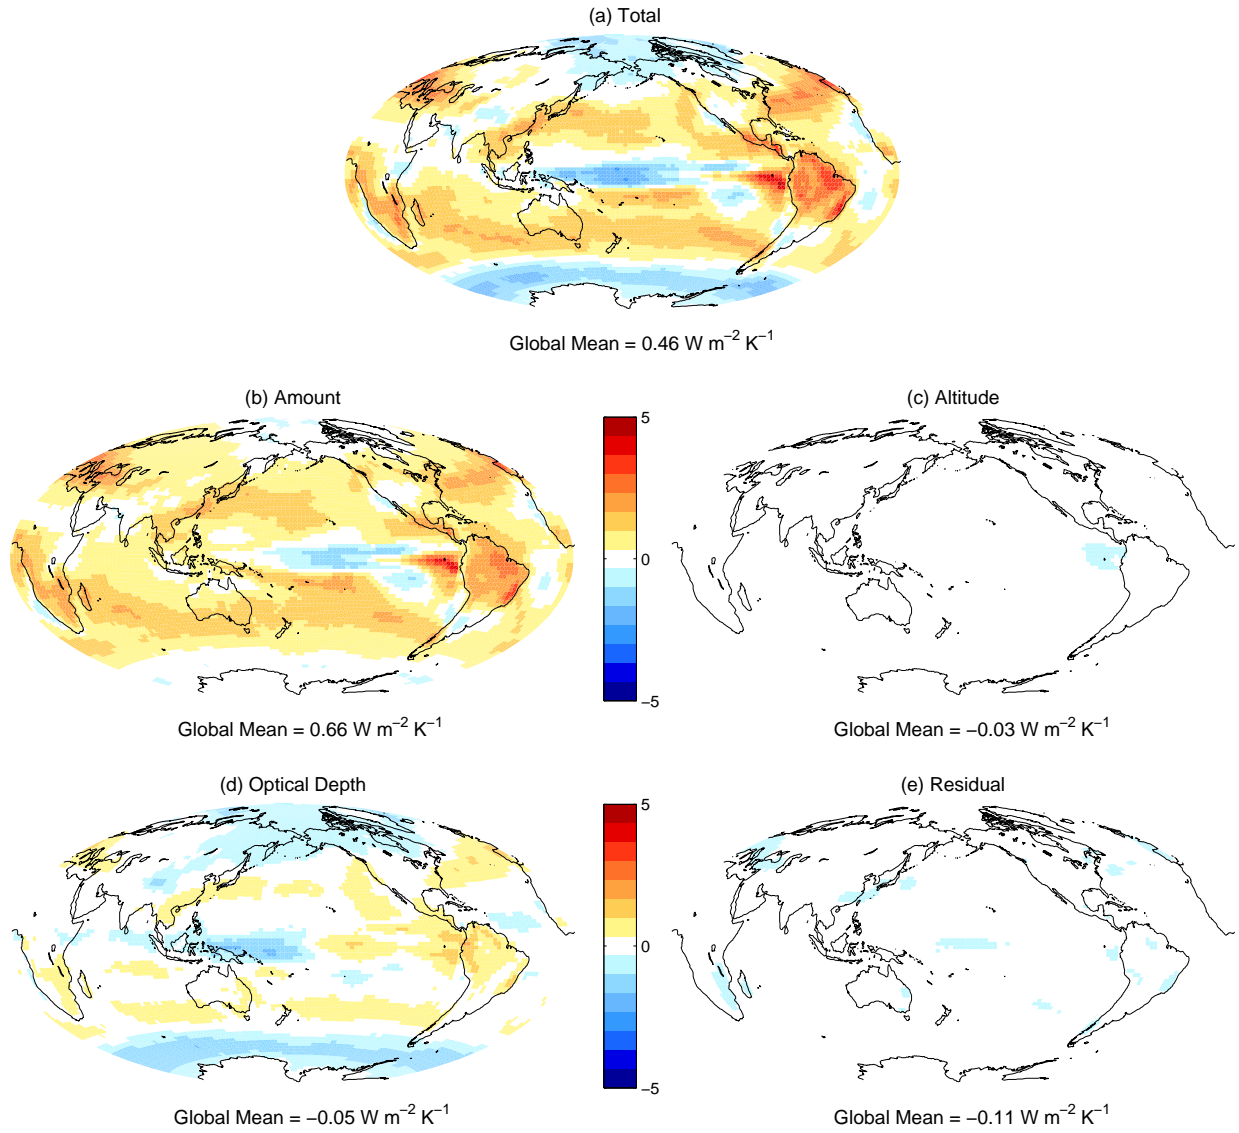 (a) Total
Global Mean = 0.46 W m⁻² K⁻¹
(b) Amount
(c) Altitude
5
0
−5
Global Mean = 0.66 W m⁻² K⁻¹
Global Mean = −0.03 W m⁻² K⁻¹
(d) Optical Depth
(e) Residual
5
0
−5
Global Mean = −0.05 W m⁻² K⁻¹
Global Mean = −0.11 W m⁻² K⁻¹